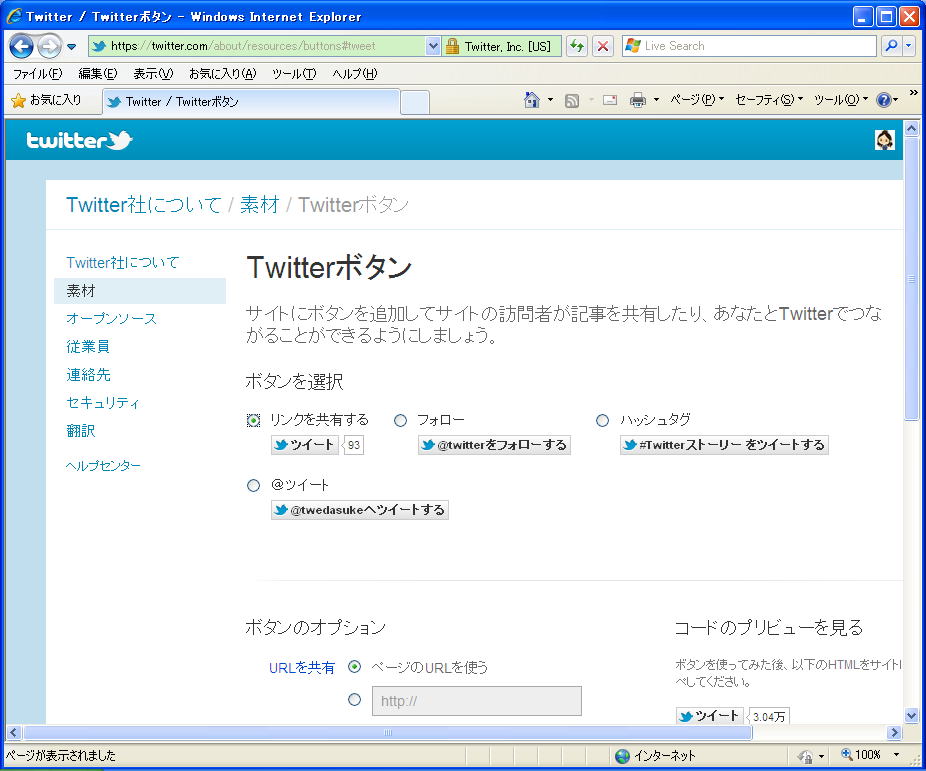 Twitter / Twitterボタン - Windows Internet Explorer
https://twitter.com/about/resources/buttons#tweet
Twitter, Inc. [US]
Live Search
ファイル(F) 編集(E) 表示(V) お気に入り(A) ツール(T) ヘルプ(H)
お気に入り
Twitter / Twitterボタン
ページ(P) セーフティ(S) ツール(O)
twitter
Twitter社について / 素材 / Twitterボタン
Twitter社について
素材
オープンソース
従業員
連絡先
セキュリティ
翻訳
ヘルプセンター
Twitterボタン
サイトにボタンを追加してサイトの訪問者が記事を共有したり、あなたとTwitterでつな
がることができるようにしましょう。
ボタンを選択
リンクを共有する
ツイート 93
フォロー
@twitterをフォローする
ハッシュタグ
#Twitterストーリー をツイートする
@ツイート
@twedasukeへツイートする
ボタンのオプション
URLを共有
ページのURLを使う
http://
コードのプレビューを見る
ボタンを使ってみた後、以下のHTMLをサイト
ペしてください。
ツイート 3.04万
ページが表示されました
インターネット
100%